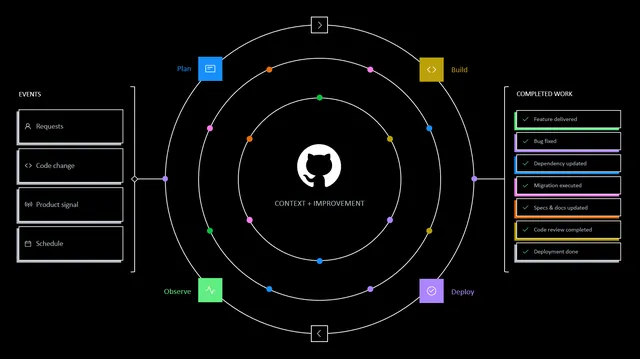 Plan
Build
EVENTS
Requests
Code change
Product signal
Schedule
CONTEXT + IMPROVEMENT
COMPLETED WORK
Feature delivered
Bug fixed
Dependency updated
Migration executed
Specs & docs updated
Code review completed
Deployment done
Observe
Deploy